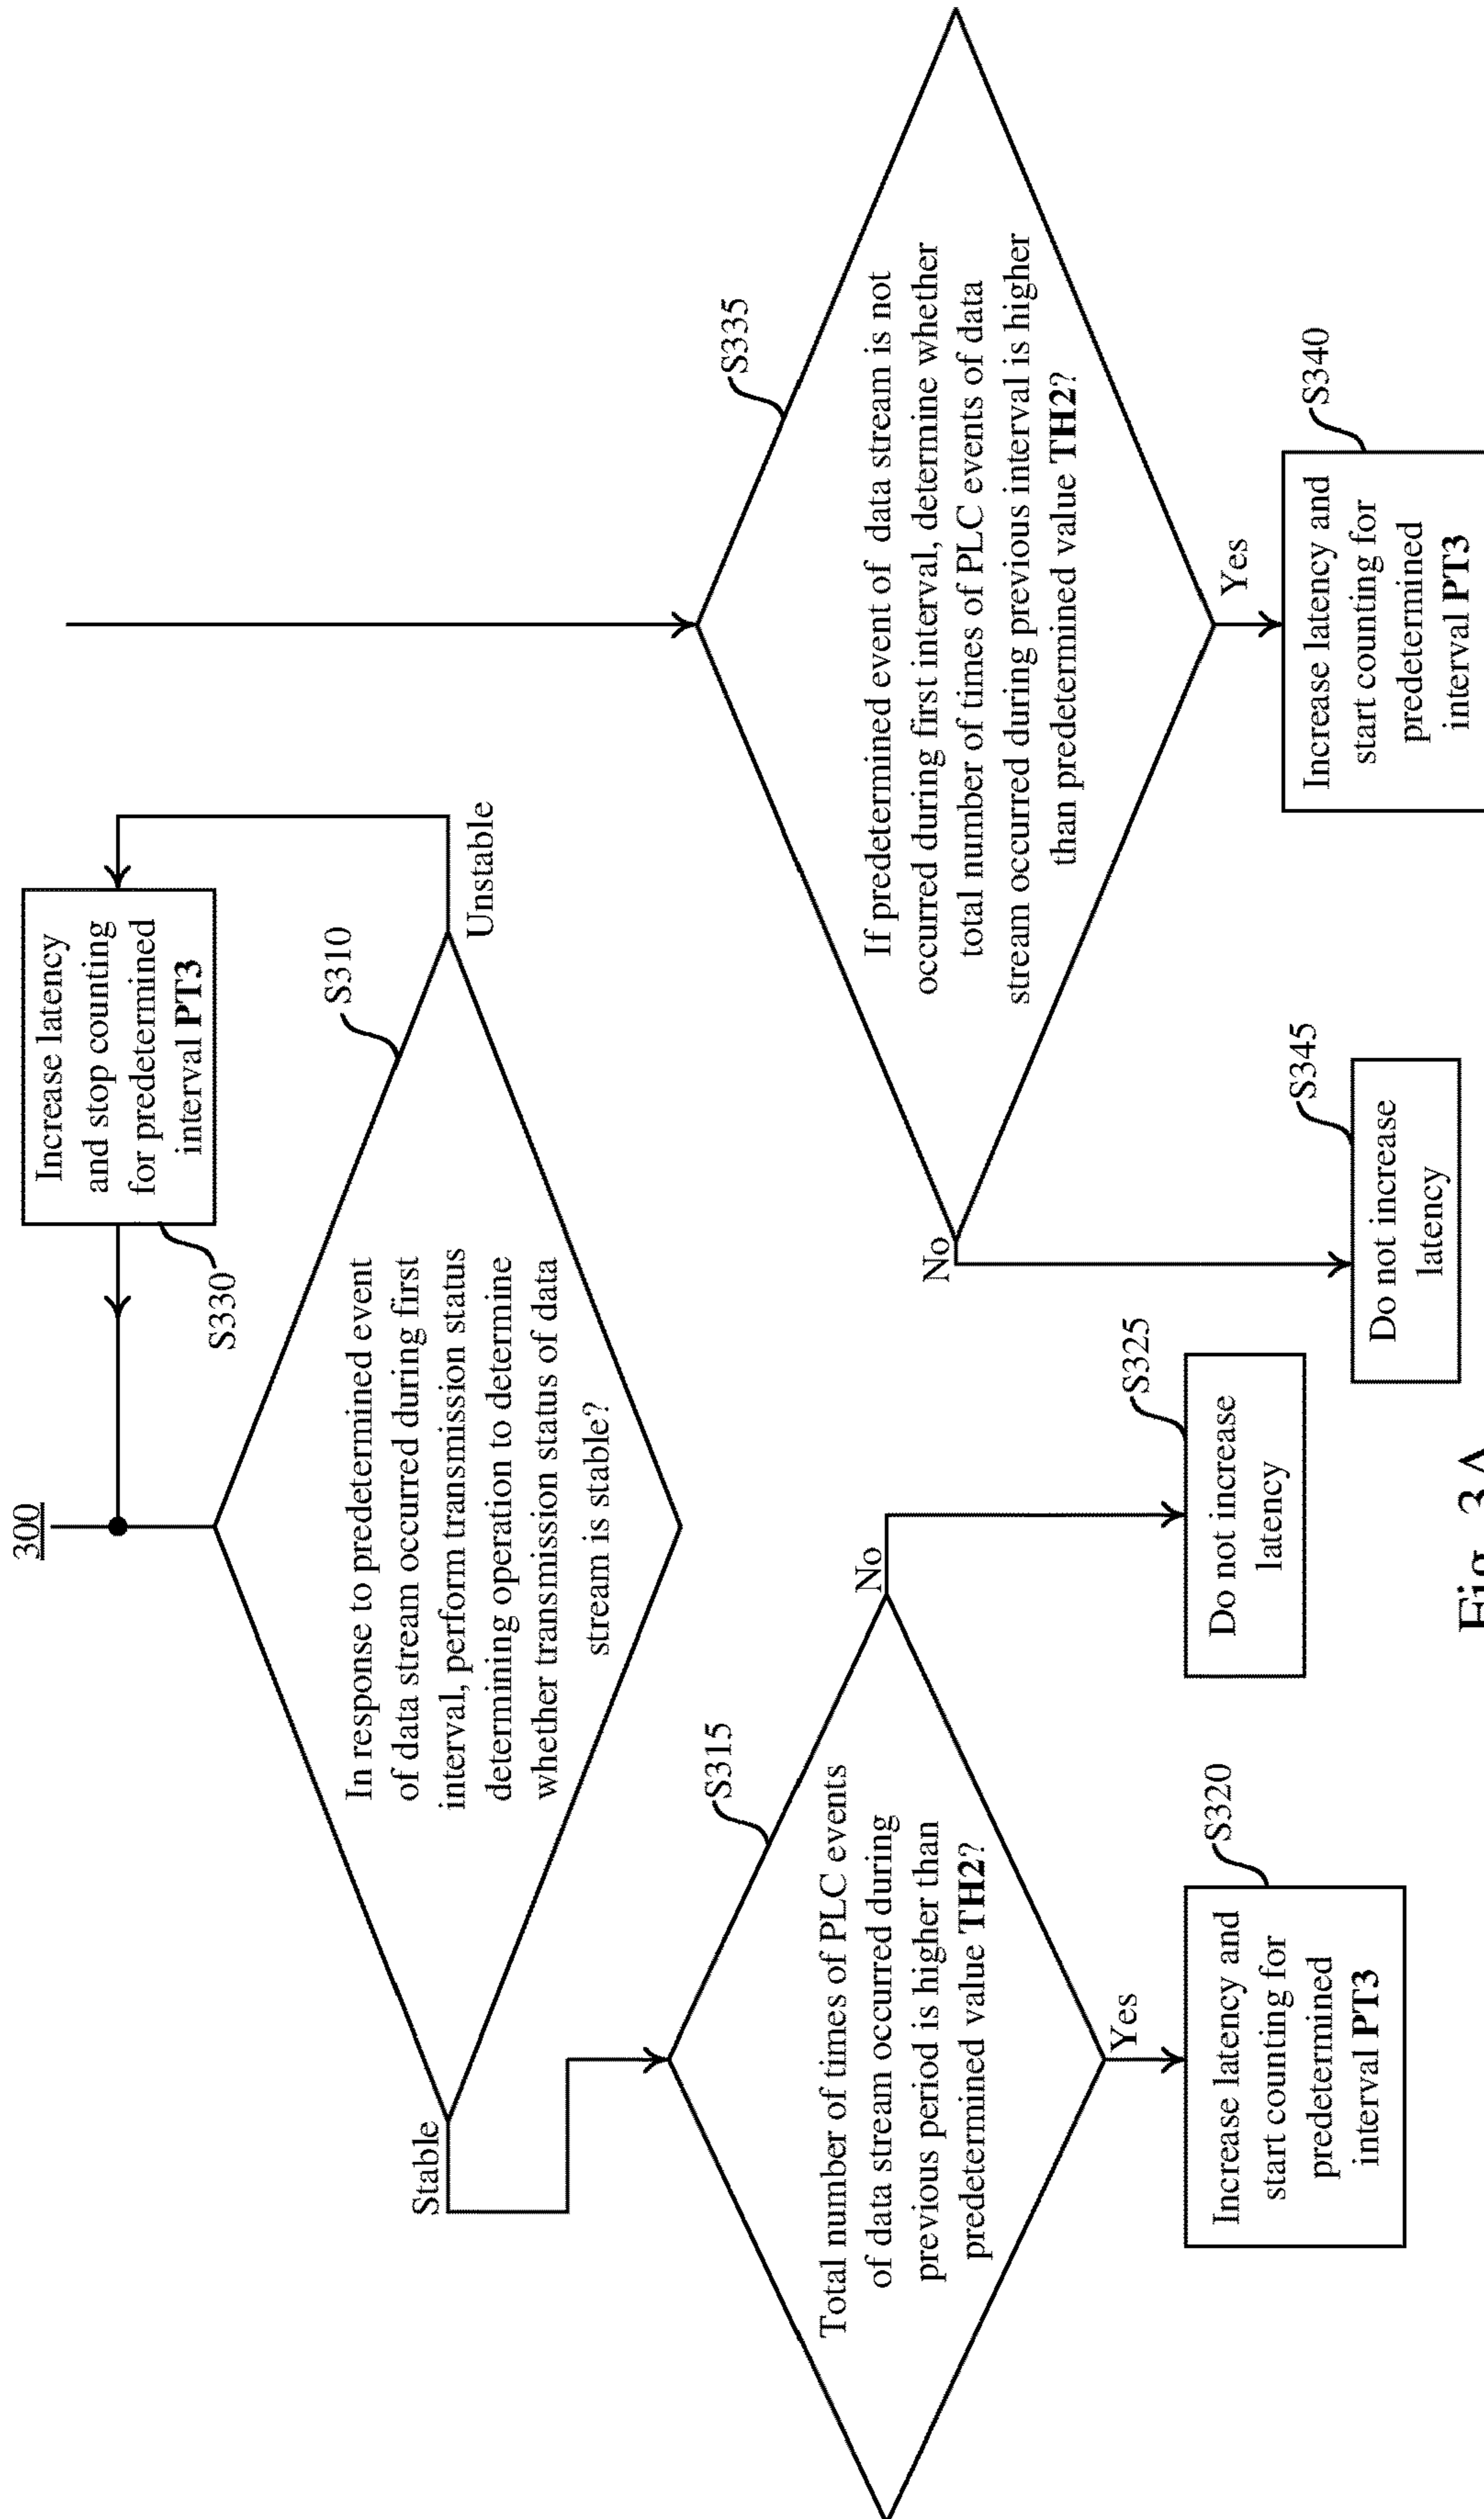 300
Increase latency
and stop counting
for predetermined
interval PT3
S330
S310
In response to predetermined event
of data stream occurred during first
interval, perform transmission status
determining operation to determine
whether transmission status of data
stream is stable?
Unstable
Stable
S315
Total number of times of PLC events
of data stream occurred during
previous period is higher than
predetermined value TH2?
No
Yes
S320
Increase latency and
start counting for
predetermined
interval PT3
S325
Do not increase
latency
S335
If predetermined event of data stream is not
occurred during first interval, determine whether
total number of times of PLC events of data
stream occurred during previous interval is higher
than predetermined value TH2?
No
Yes
S340
Increase latency and
start counting for
predetermined
interval PT3
S345
Do not increase
latency
Fig. 3A